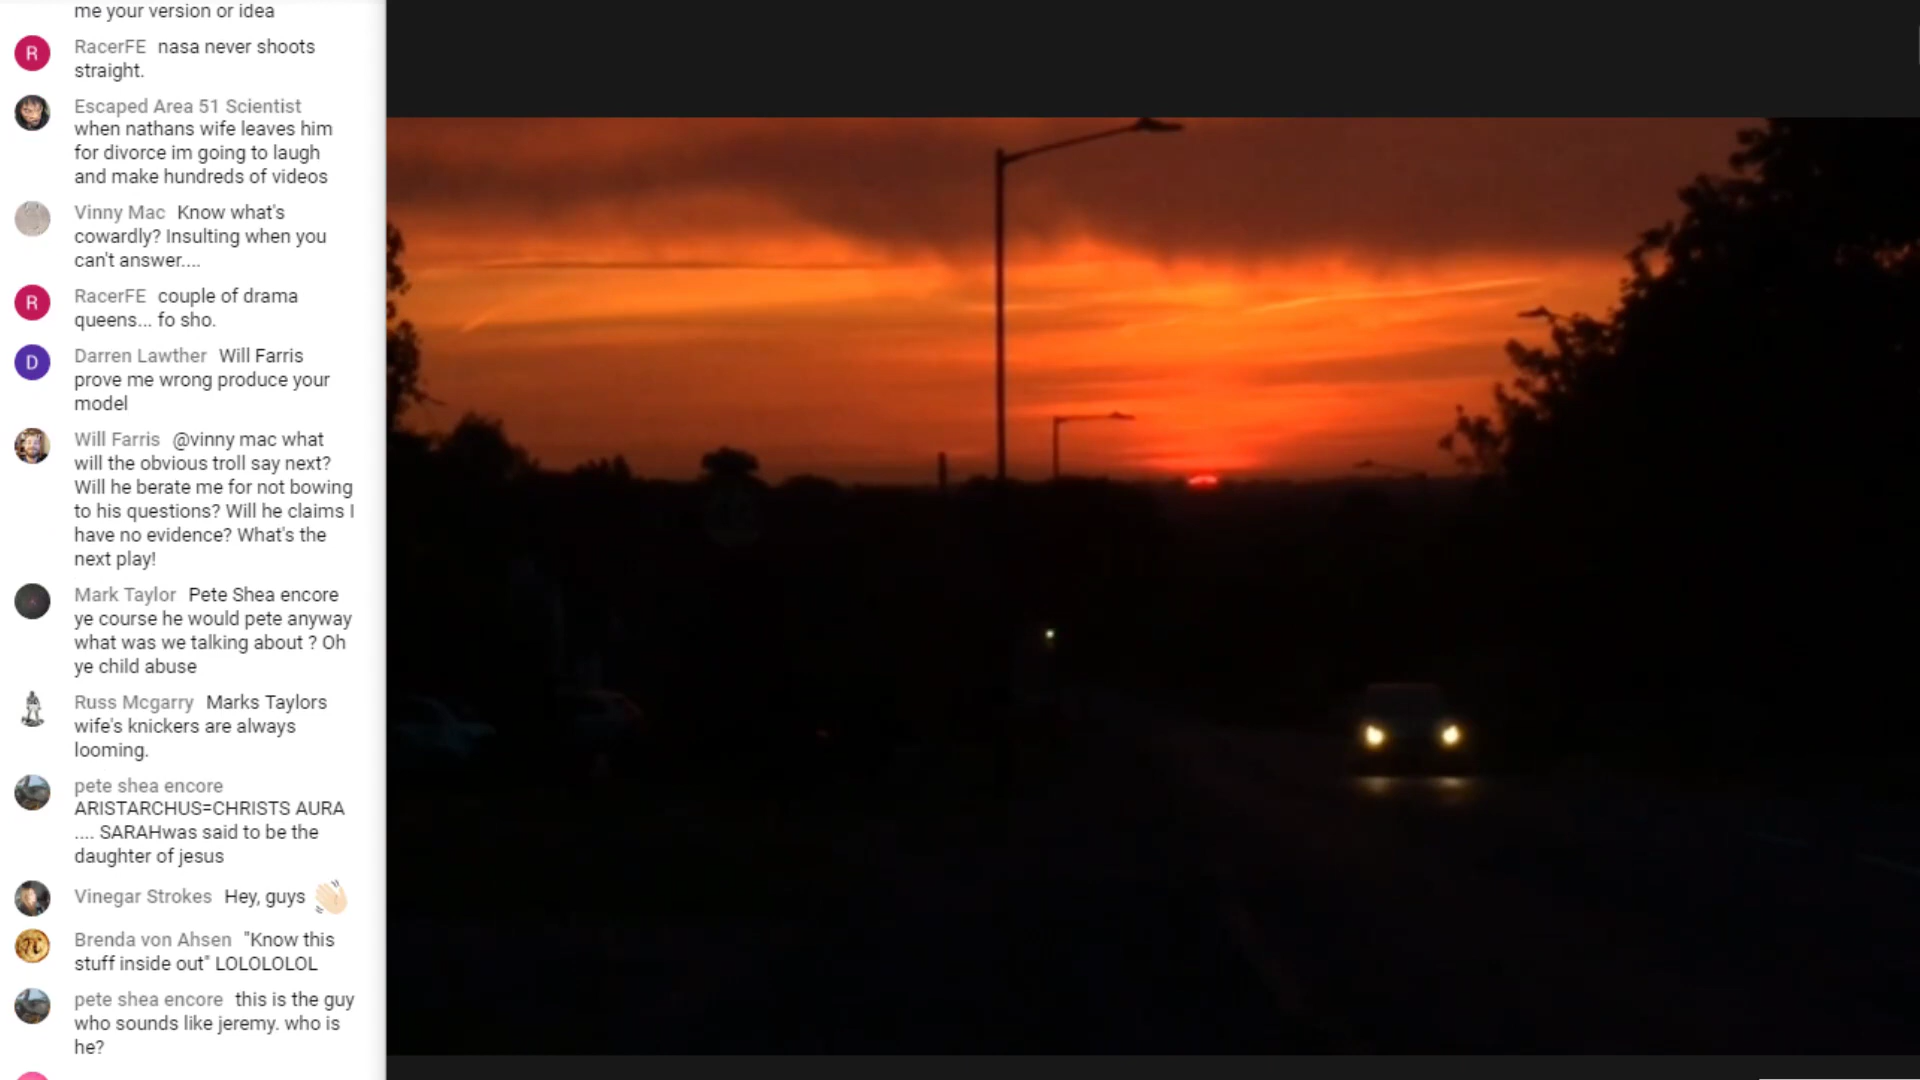 me your version or idea
R RacerFE nasa never shoots
straight.
Escaped Area 51 Scientist
when nathans wife leaves him
for divorce im going to laugh
and make hundreds of videos
Vinny Mac Know what's
cowardly? Insulting when you
can't answer....
R RacerFE couple of drama
queens... fo sho.
D Darren Lawther Will Farris
prove me wrong produce your
model
Will Farris @vinny mac what
will the obvious troll say next?
Will he berate me for not bowing
to his questions? Will he claims I
have no evidence? What's the
next play!
Mark Taylor Pete Shea encore
ye course he would pete anyway
what was we talking about ? Oh
ye child abuse
Russ Mcgarry Marks Taylors
wife's knickers are always
looming.
pete shea encore
ARISTARCHUS=CHRISTS AURA
.... SARAHwas said to be the
daughter of jesus
Vinegar Strokes Hey, guys 👋🏻
Brenda von Ahsen "Know this
stuff inside out" LOLOLOLOL
pete shea encore this is the guy
who sounds like jeremy. who is
he?